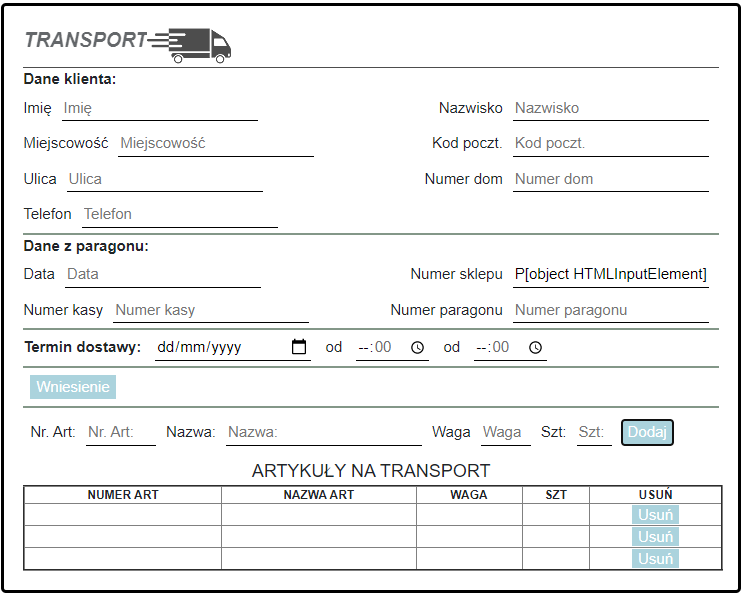 TRANSPORT
Dane klienta:
Imię Imię Nazwisko Nazwisko
Miejscowość Miejscowość Kod poczt. Kod poczt.
Ulica Ulica Numer dom Numer dom
Telefon Telefon
Dane z paragonu:
Data Data Numer sklepu P[object HTMLInputElement]
Numer kasy Numer kasy Numer paragonu Numer paragonu
Termin dostawy: dd/mm/yyyy od --:00 od --:00
Wniesienie
Nr. Art: Nr. Art: Nazwa: Nazwa: Waga Waga Szt: Szt: Dodaj
ARTYKUŁY NA TRANSPORT
NUMER ART NAZWA ART WAGA SZT USUŃ
Usuń
Usuń
Usuń